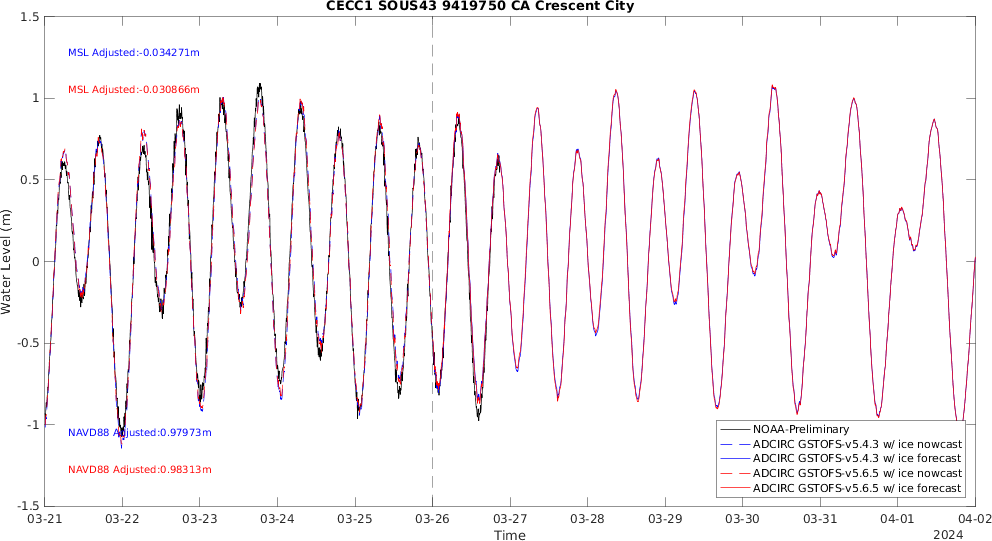 CECC1 SOUS43 9419750 CA Crescent City
1.5
1
0.5
0
-0.5
-1
-1.5
Water Level (m)
MSL Adjusted:-0.034271m
MSL Adjusted:-0.030866m
NAVD88 Adjusted:0.97973m
NAVD88 Adjusted:0.98313m
NOAA-Preliminary
ADCIRC GSTOFS-v5.4.3 w/ ice nowcast
ADCIRC GSTOFS-v5.4.3 w/ ice forecast
ADCIRC GSTOFS-v5.6.5 w/ ice nowcast
ADCIRC GSTOFS-v5.6.5 w/ ice forecast
03-21 03-22 03-23 03-24 03-25 03-26 03-27 03-28 03-29 03-30 03-31 04-01 04-02
Time
2024